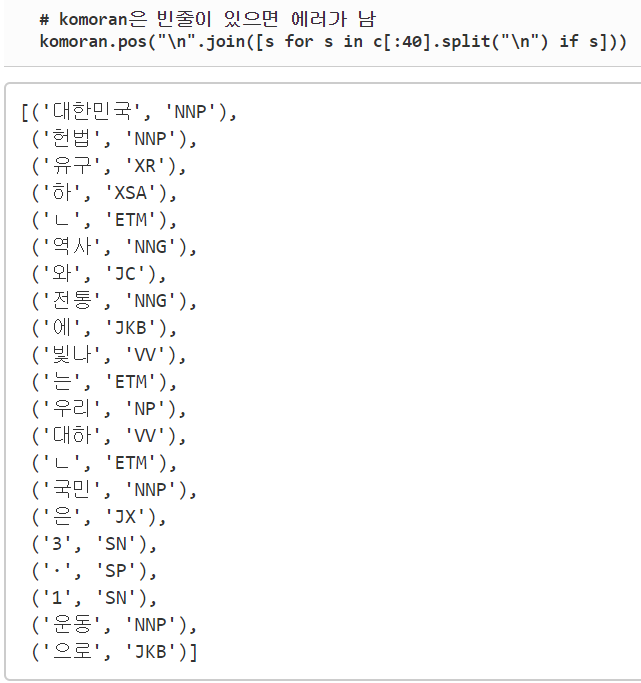 # komoran은 빈줄이 있으면 에러가 남
komoran.pos("\n".join([s for s in c[:40].split("\n") if s]))
[('대한민국', 'NNP'),
('헌법', 'NNP'),
('유구', 'XR'),
('하', 'XSA'),
('ㄴ', 'ETM'),
('역사', 'NNG'),
('와', 'JC'),
('전통', 'NNG'),
('에', 'JKB'),
('빛나', 'VV'),
('는', 'ETM'),
('우리', 'NP'),
('대하', 'VV'),
('ㄴ', 'ETM'),
('국민', 'NNP'),
('은', 'JX'),
('3', 'SN'),
('·', 'SP'),
('1', 'SN'),
('운동', 'NNP'),
('으로', 'JKB')]